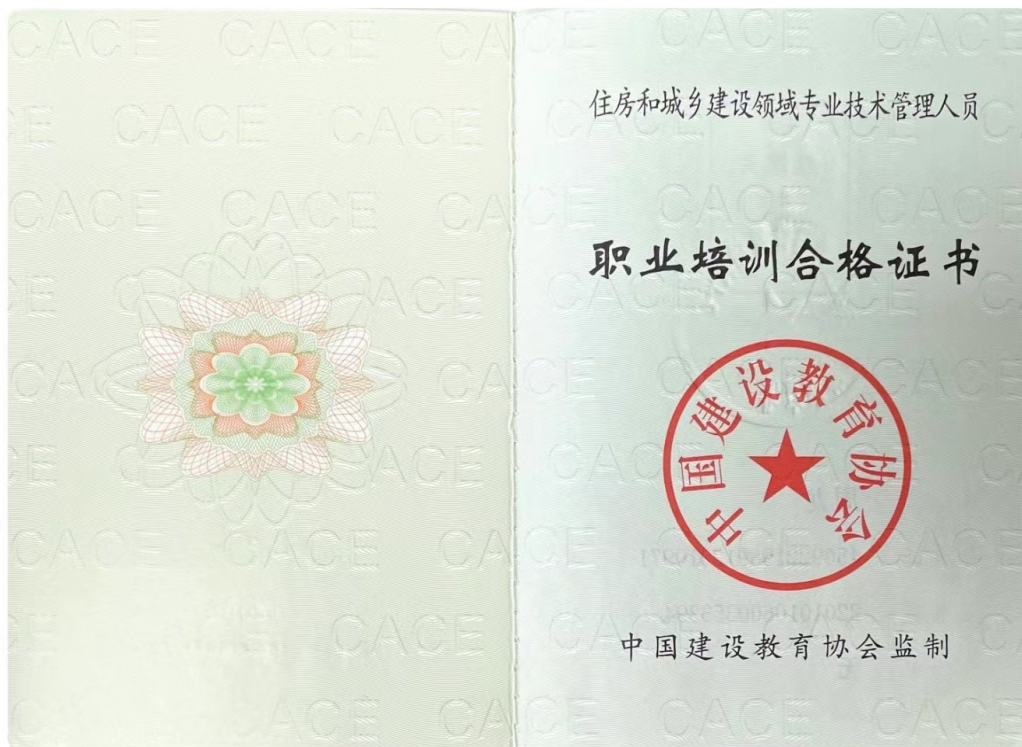 住房和城乡建设领域专业技术管理人员
职业培训合格证书
中国建设教育协会
中国建设教育协会监制
CACE